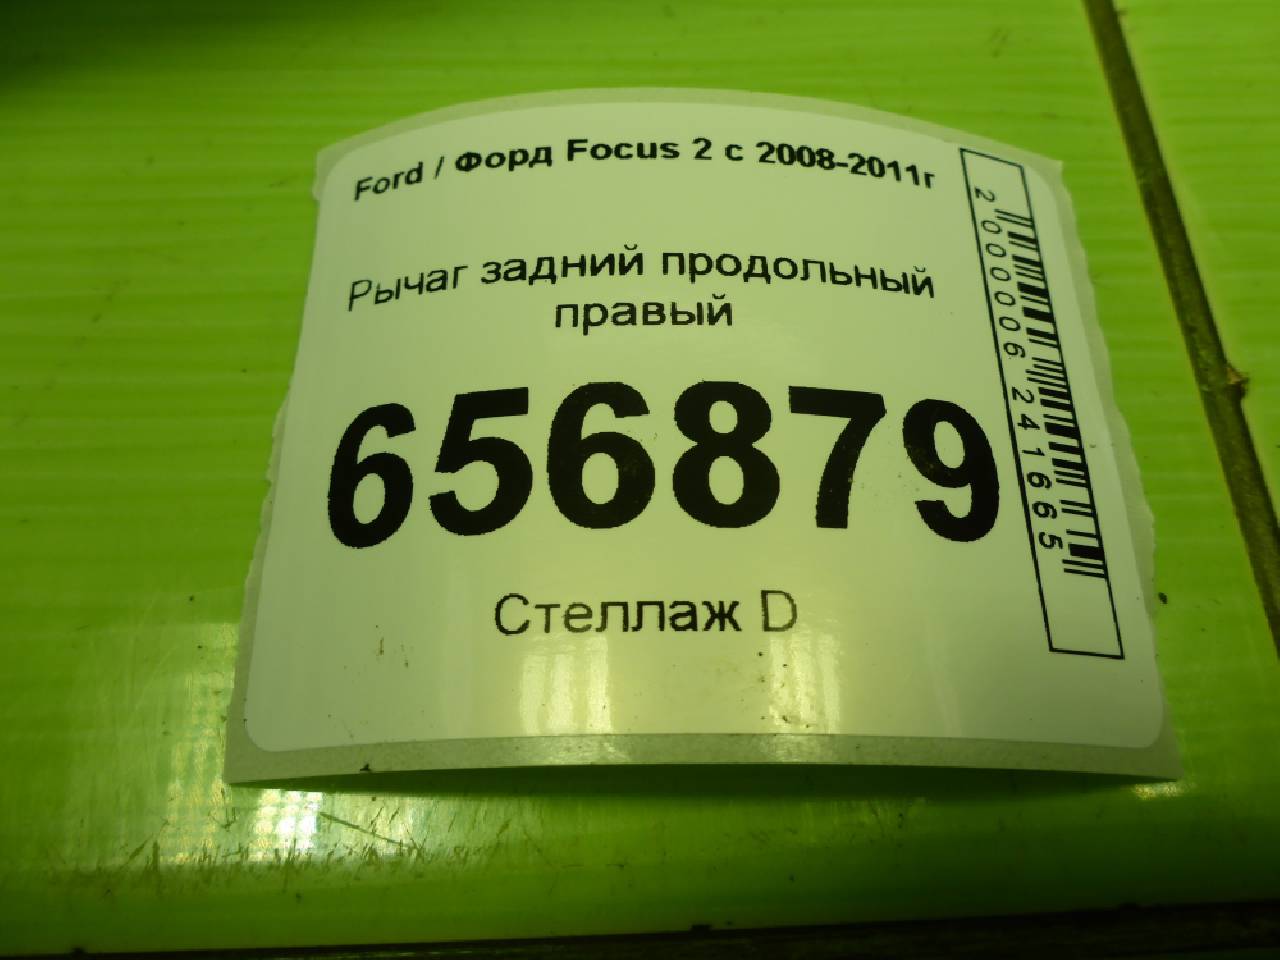 Ford / Форд Focus 2 с 2008-2011г
Рычаг задний продольный
правый
656879
Стеллаж D
2000006241665